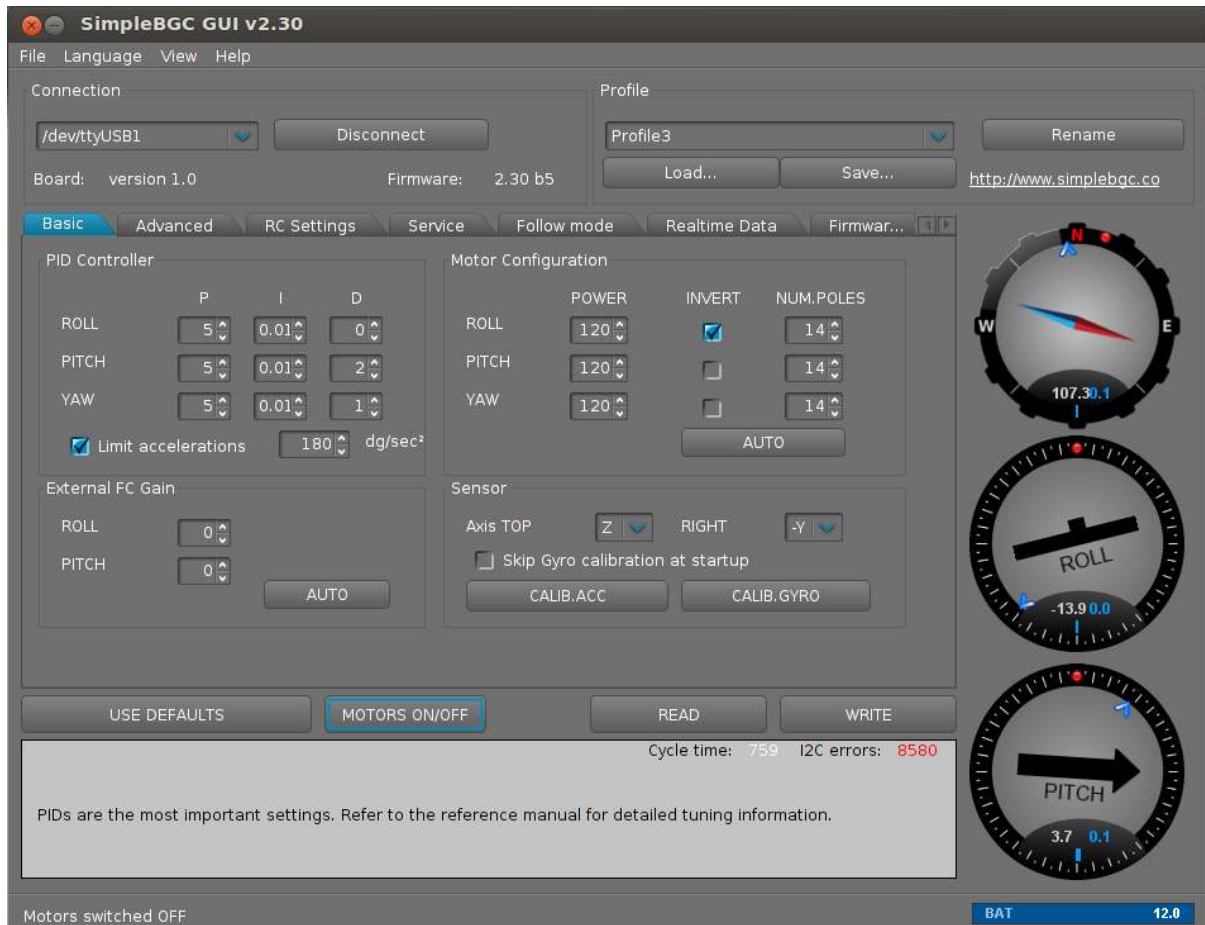 SimpleBGC GUI v2.30
File Language View Help
Connection
/dev/ttyUSB1 Disconnect
Board: version 1.0 Firmware: 2.30 b5
Profile
Profile3 Rename
Load... Save... http://www.simplebgc.co
Basic Advanced RC Settings Service Follow mode Realtime Data Firmwar...
PID Controller
P I D
ROLL 5 0.01 0
PITCH 5 0.01 2
YAW 5 0.01 1
Limit accelerations 180 dg/sec²
Motor Configuration
POWER INVERT NUM.POLES
ROLL 120 14
PITCH 120 14
YAW 120 14
AUTO
External FC Gain
ROLL 0
PITCH 0
AUTO
Sensor
Axis TOP Z RIGHT -Y
Skip Gyro calibration at startup
CALIB.ACC CALIB.GYRO
N
W E
107.3 0.1
ROLL
-13.9 0.0
PITCH
3.7 0.1
USE DEFAULTS MOTORS ON/OFF READ WRITE
Cycle time: 759 I2C errors: 8580
PIDs are the most important settings. Refer to the reference manual for detailed tuning information.
Motors switched OFF
BAT 12.0